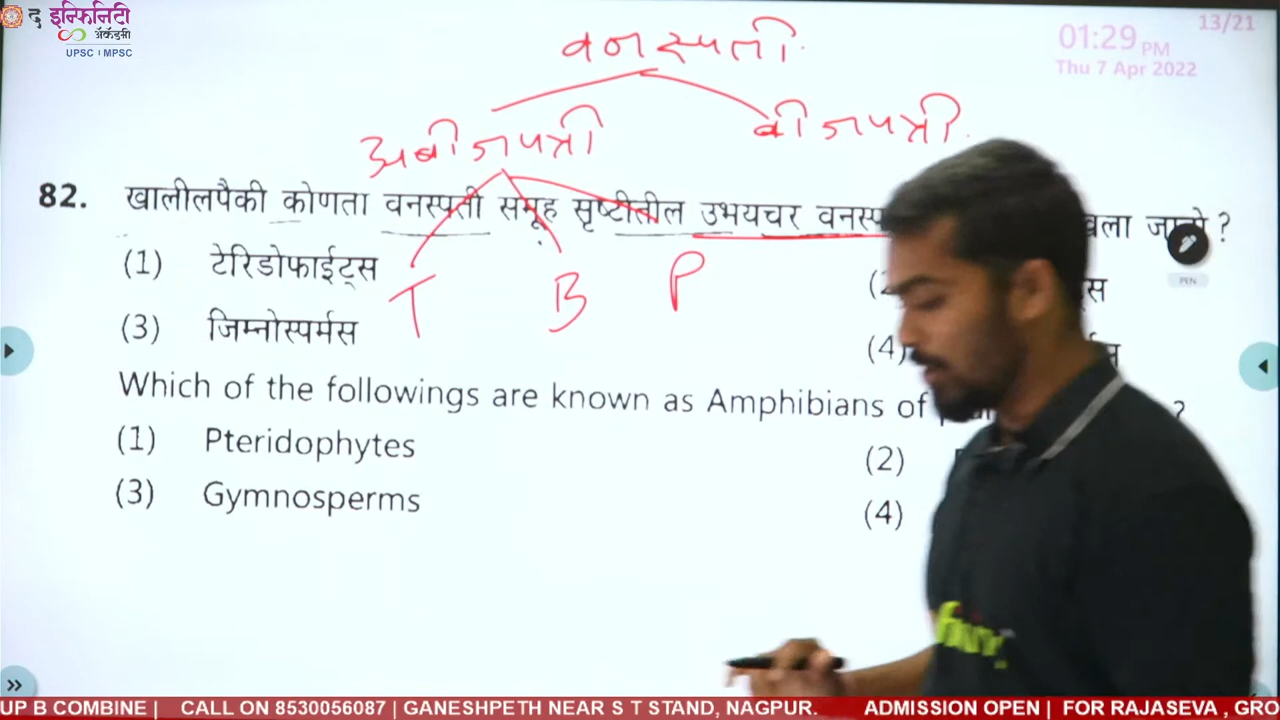 द इन्फिनिटी
ॲकॅडमी
UPSC | MPSC
13/21
01:29 PM
Thu 7 Apr 2022
वनस्पती
अबीजपत्री बीजपत्री
82. खालीलपैकी कोणता वनस्पती समूह सृष्टीतील उभयचर
(1) टेरिडोफाईट्स
(3) जिम्नोस्पर्मस
(4)
T B P
PEN
Which of the followings are known as Amphibians of
?
(1) Pteridophytes (2)
(3) Gymnosperms (4)
UP B COMBINE | CALL ON 8530056087 | GANESHPETH NEAR S T STAND, NAGPUR. ADMISSION OPEN | FOR RAJASEVA , GRO